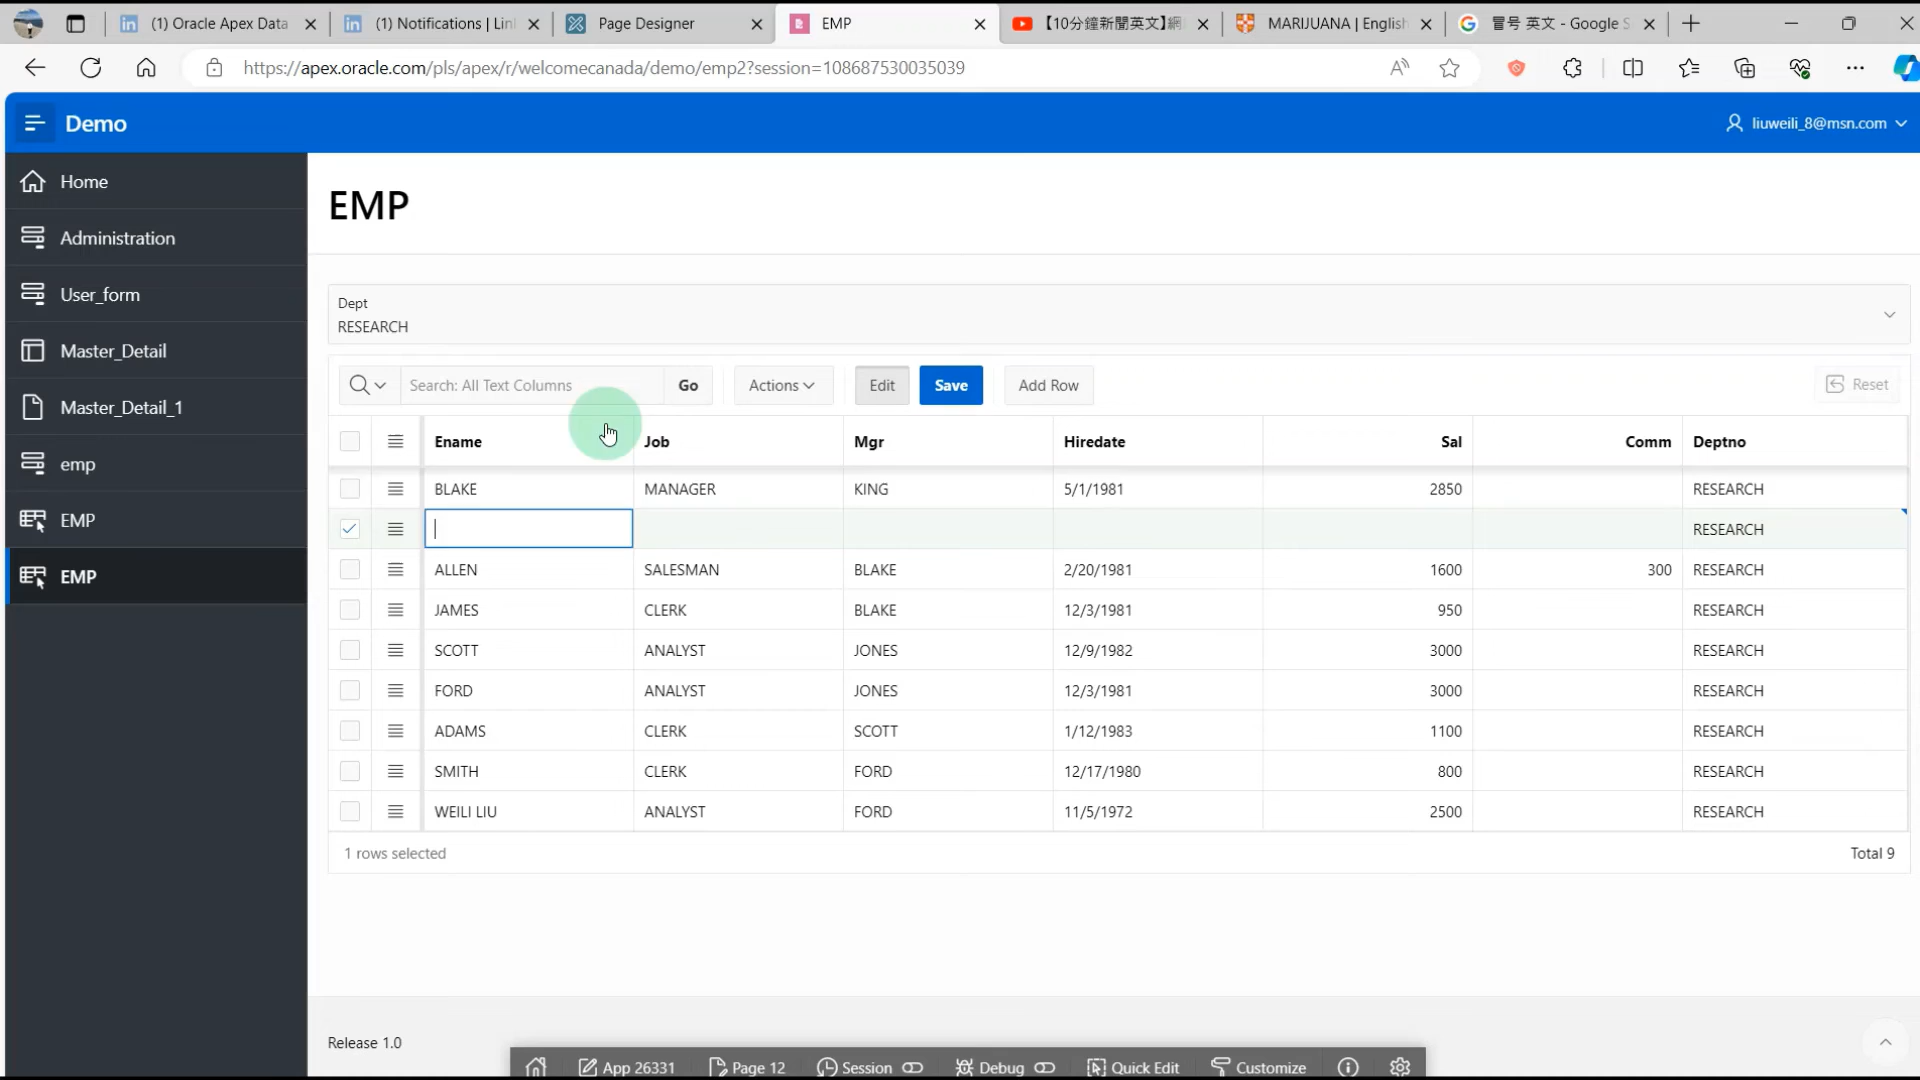 (1) Oracle Apex Data
(1) Notifications | Lin
Page Designer
EMP
【10分鐘新聞英文】網
MARIJUANA | English
冒号 英文 - Google S
https://apex.oracle.com/pls/apex/r/welcomecanada/demo/emp2?session=108687530035039
Demo
liuweili_8@msn.com
Home
Administration
User_form
Master_Detail
Master_Detail_1
emp
EMP
EMP
EMP
Dept
RESEARCH
Search: All Text Columns Go Actions Edit Save Add Row Reset
Ename Job Mgr Hiredate Sal Comm Deptno
BLAKE MANAGER KING 5/1/1981 2850 RESEARCH
RESEARCH
ALLEN SALESMAN BLAKE 2/20/1981 1600 300 RESEARCH
JAMES CLERK BLAKE 12/3/1981 950 RESEARCH
SCOTT ANALYST JONES 12/9/1982 3000 RESEARCH
FORD ANALYST JONES 12/3/1981 3000 RESEARCH
ADAMS CLERK SCOTT 1/12/1983 1100 RESEARCH
SMITH CLERK FORD 12/17/1980 800 RESEARCH
WEILI LIU ANALYST FORD 11/5/1972 2500 RESEARCH
1 rows selected Total 9
Release 1.0
App 26331 Page 12 Session Debug Quick Edit Customize